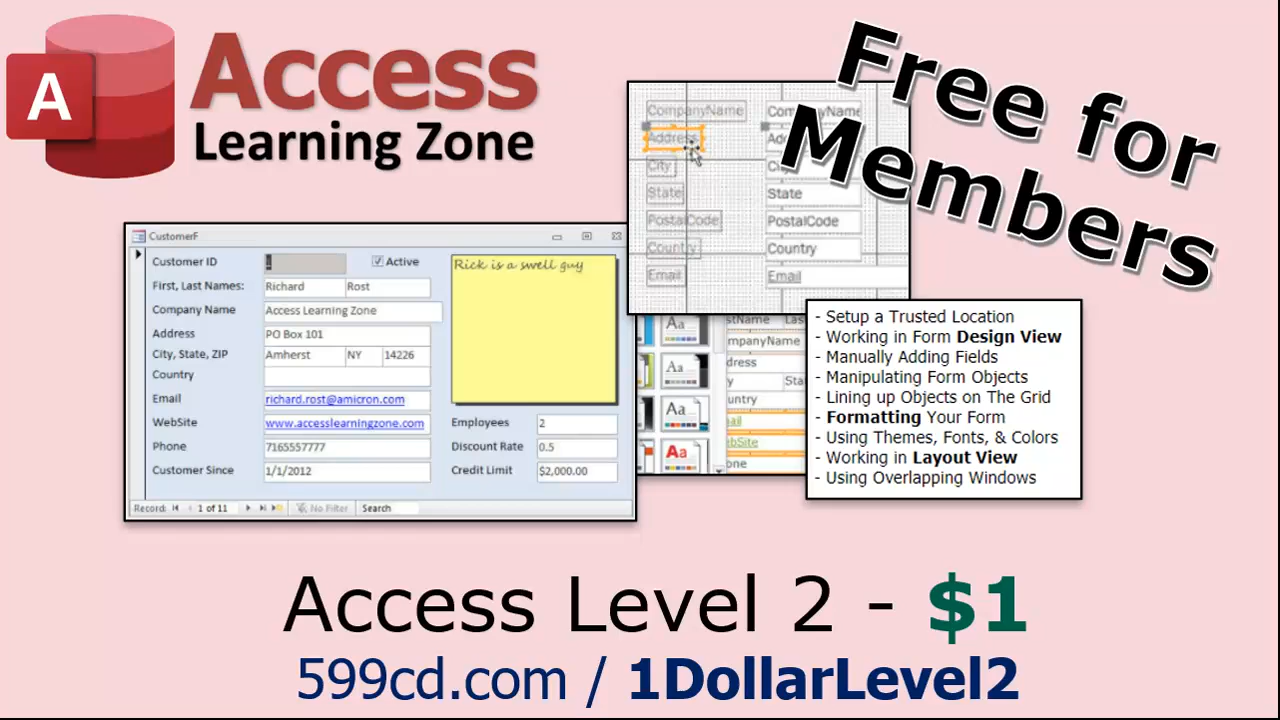 A
Access
Learning Zone
Free for
Members
CompanyName CompanyName
Address
City
State State
PostalCode PostalCode
Country Country
Email Email
CustomerF
Customer ID
Active
Rick is a swell guy
First, Last Names: Richard Rost
Company Name Access Learning Zone
Address PO Box 101
City, State, ZIP Amherst NY 14226
Country
Email richard.rost@amicron.com
WebSite www.accesslearningzone.com
Phone 7165557777
Customer Since 1/1/2012
Employees 2
Discount Rate 0.5
Credit Limit $2,000.00
Record: 1 of 11 No Filter Search
Aa
Aa
Aa
Aa
- Setup a Trusted Location
- Working in Form Design View
- Manually Adding Fields
- Manipulating Form Objects
- Lining up Objects on The Grid
- Formatting Your Form
- Using Themes, Fonts, & Colors
- Working in Layout View
- Using Overlapping Windows
Access Level 2 - $1
599cd.com / 1DollarLevel2